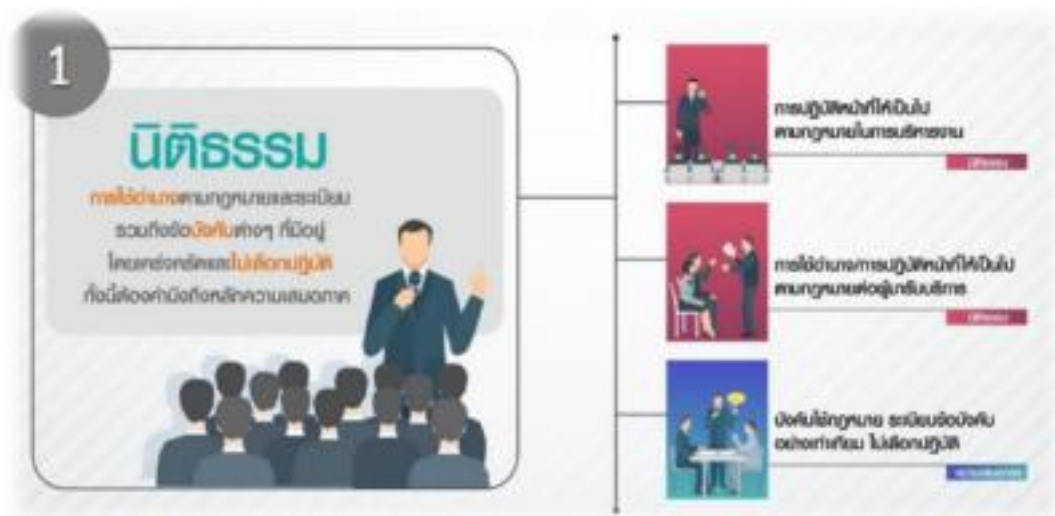 1
นิติธรรม
การใช้อำนาจตามกฎหมายและระเบียบ
รวมถึงข้อบังคับต่างๆ ที่มีอยู่
โดยเคร่งครัดและไม่เลือกปฏิบัติ
ทั้งนี้ต้องคำนึงถึงหลักความเสมอภาค
การปฏิบัติหน้าที่ให้เป็นไป
ตามกฎหมายในการบริหารงาน
นิติธรรม
การใช้อำนาจ/การปฏิบัติหน้าที่ให้เป็นไป
ตามกฎหมายต่อผู้มารับบริการ
นิติธรรม
บังคับใช้กฎหมาย ระเบียบข้อบังคับ
อย่างเท่าเทียม ไม่เลือกปฏิบัติ